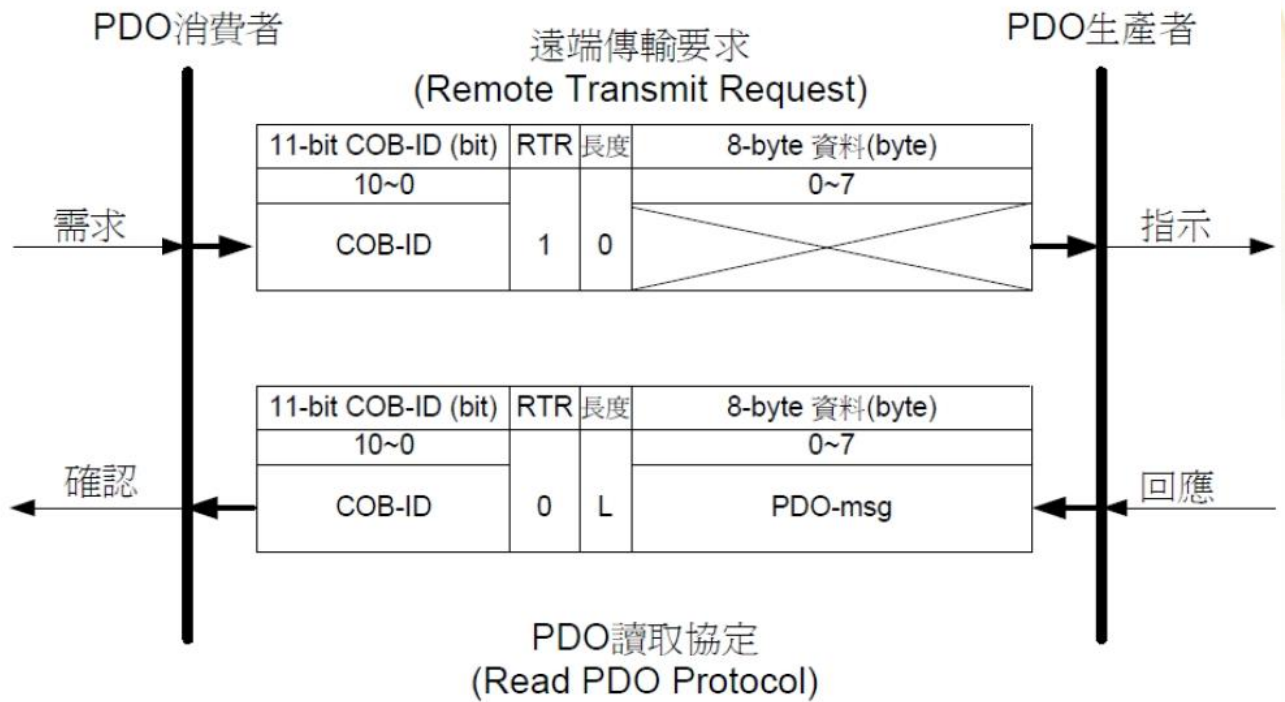 PDO消費者
遠端傳輸要求
(Remote Transmit Request)
PDO生產者
11-bit COB-ID (bit) RTR 長度 8-byte 資料(byte)
10~0 0~7
需求
COB-ID 1 0
指示
11-bit COB-ID (bit) RTR 長度 8-byte 資料(byte)
10~0 0~7
確認
COB-ID 0 L PDO-msg
回應
PDO讀取協定
(Read PDO Protocol)